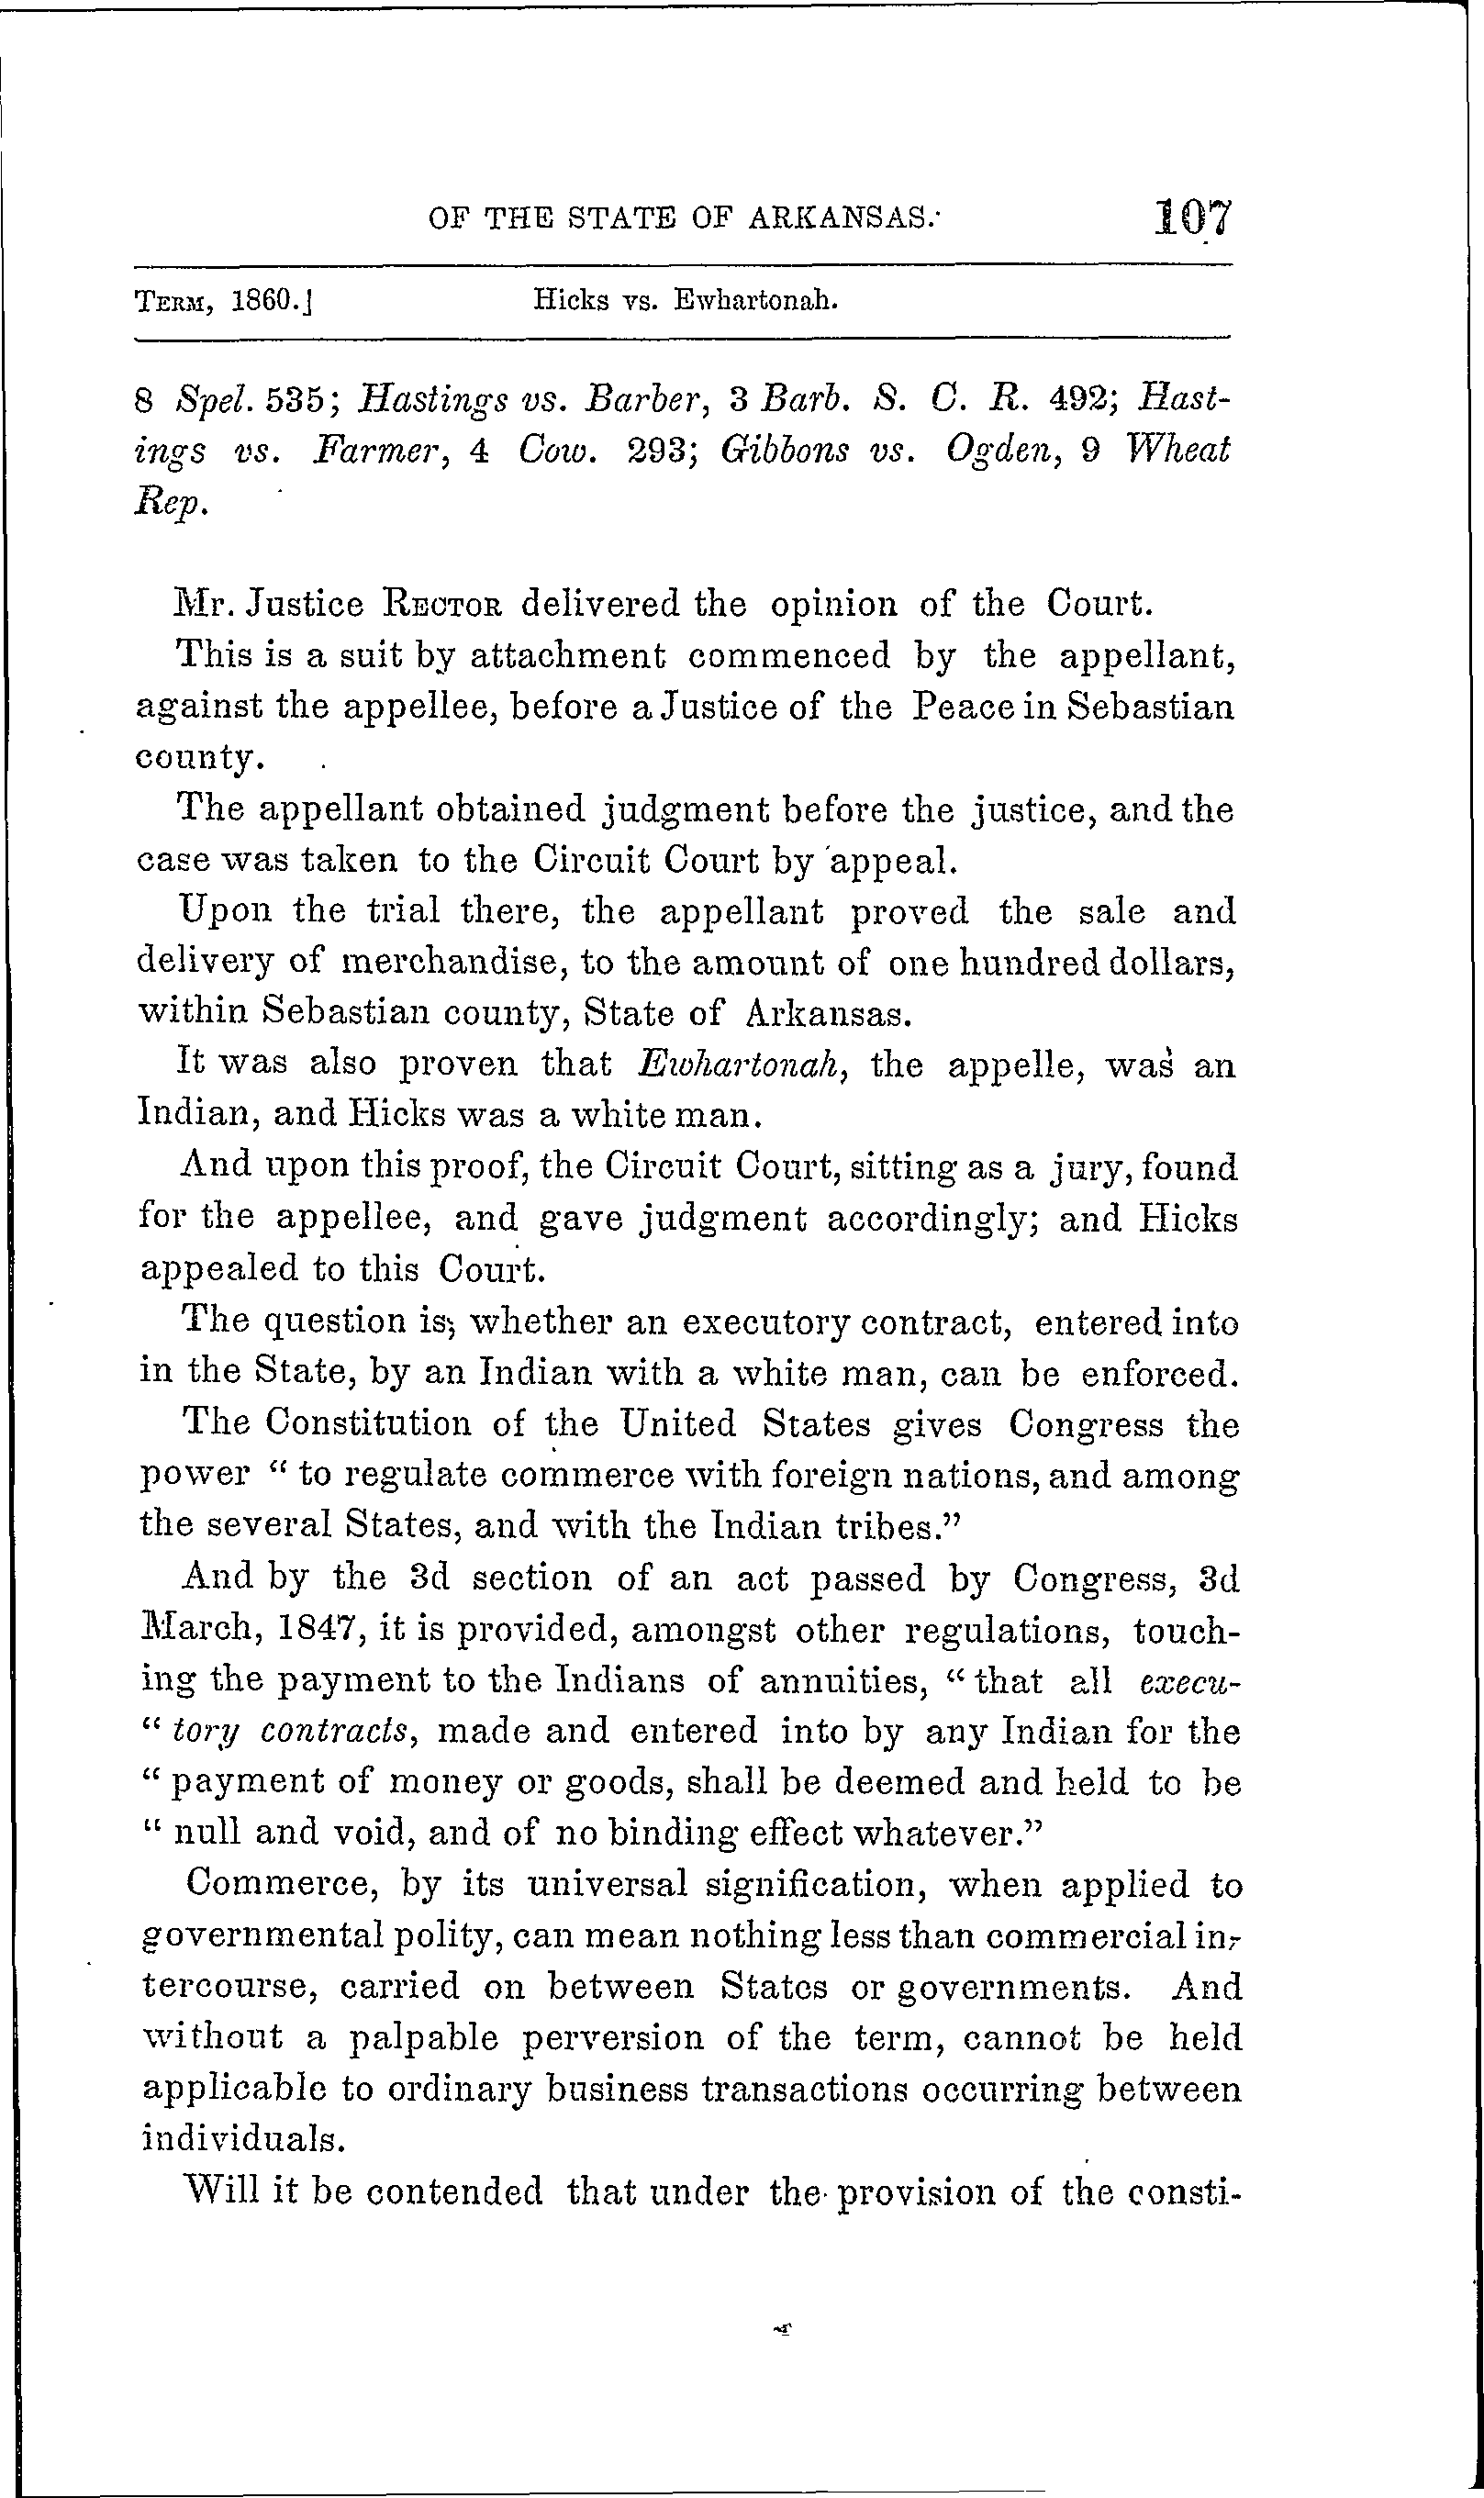 OF THE STATE OF ARKANSAS. 107
TERM, 1860.] Hicks vs. Ewhartonah.
8 Spel. 535; Hastings vs. Barber, 3 Barb. S. C. R. 492; Hast-
ings vs. Farmer, 4 Cow. 293; Gibbons vs. Ogden, 9 Wheat
Rep.
Mr. Justice RECTOR delivered the opinion of the Court.
This is a suit by attachment commenced by the appellant,
against the appellee, before a Justice of the Peace in Sebastian
county.
The appellant obtained judgment before the justice, and the
case was taken to the Circuit Court by appeal.
Upon the trial there, the appellant proved the sale and
delivery of merchandise, to the amount of one hundred dollars,
within Sebastian county, State of Arkansas.
It was also proven that Ewhartonah, the appelle, was an
Indian, and Hicks was a white man.
And upon this proof, the Circuit Court, sitting as a jury, found
for the appellee, and gave judgment accordingly; and Hicks
appealed to this Court.
The question is, whether an executory contract, entered into
in the State, by an Indian with a white man, can be enforced.
The Constitution of the United States gives Congress the
power "to regulate commerce with foreign nations, and among
the several States, and with the Indian tribes."
And by the 3d section of an act passed by Congress, 3d
March, 1847, it is provided, amongst other regulations, touch-
ing the payment to the Indians of annuities, "that all execu-
"tory contracts, made and entered into by any Indian for the
"payment of money or goods, shall be deemed and held to be
"null and void, and of no binding effect whatever."
Commerce, by its universal signification, when applied to
governmental polity, can mean nothing less than commercial in-
tercourse, carried on between States or governments. And
without a palpable perversion of the term, cannot be held
applicable to ordinary business transactions occurring between
individuals.
Will it be contended that under the provision of the consti-